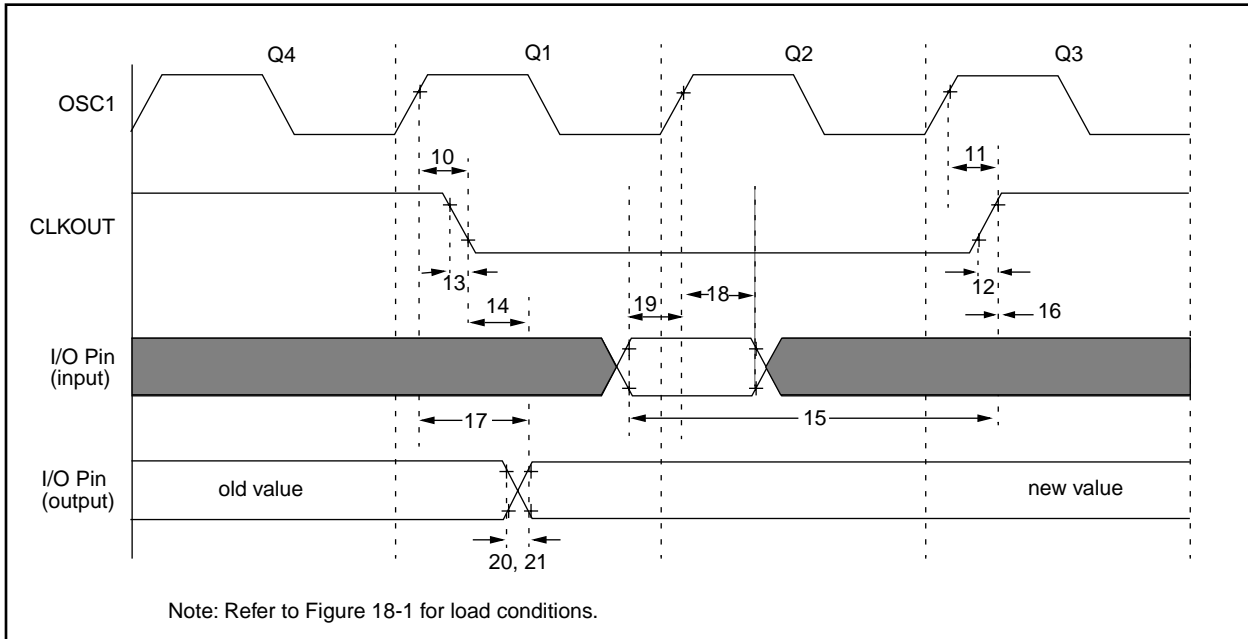 Q4 Q1 Q2 Q3
OSC1
10 11
CLKOUT
13 12
14 19 18 16
I/O Pin
(input)
17 15
I/O Pin
(output)
old value new value
20, 21
Note: Refer to Figure 18-1 for load conditions.